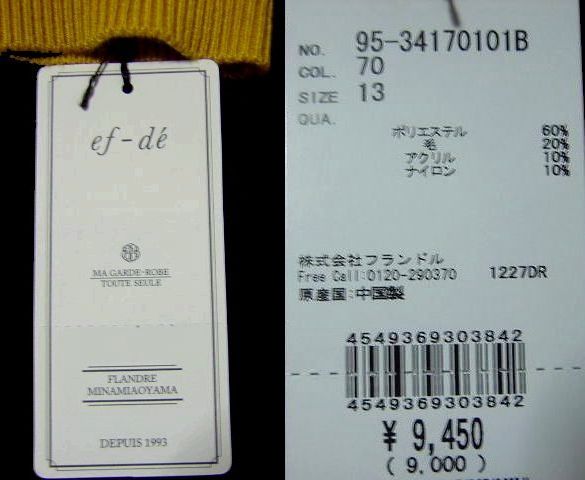 ef-dé
MA GARDE-ROBE
TOUTE SEULE
FLANDRE
MINAMIAOYAMA
DEPUIS 1993
NO. 95-34170101B
COL. 70
SIZE 13
QUA.
ポリエステル 60%
毛 20%
アクリル 10%
ナイロン 10%
株式会社フランドル
Free Call:0120-290370 1227DR
原産国:中国製
4549369303842
4549369303842
¥ 9,450
( 9,000 )